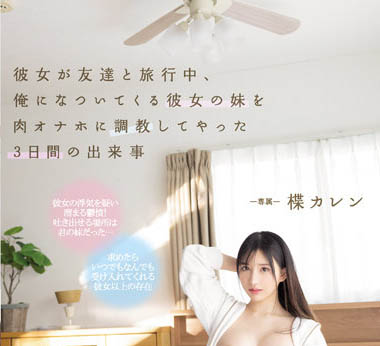 彼女が友達と旅行中、
俺になついてくる彼女の妹を
肉オナホに調教してやった
3日間の出来事
彼女の浮気を疑い
溜まる鬱憤!
吐き出せる場所は
君の妹だった…
求めたら
いつでもなんでも
受け入れてくれる
彼女以上の存在
―専属― 楪カレン